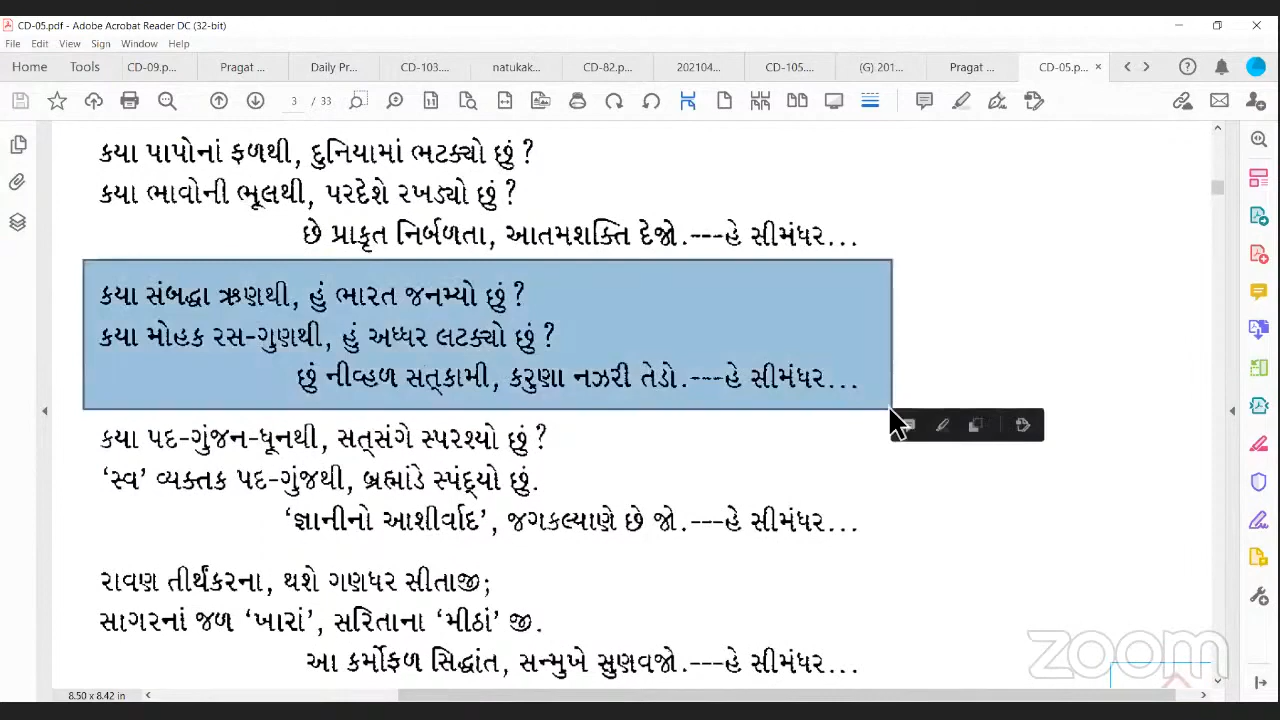 CD-05.pdf - Adobe Acrobat Reader DC (32-bit)
File Edit View Sign Window Help
Home Tools CD-09.p... Pragat ... Daily Pr... CD-103.... natukak... CD-82.p... 202104... CD-105.... (G) 201... Pragat ... CD-05.p... ×
3 / 33
કયા પાપોનાં ફળથી, દુનિયામાં ભટક્યો છું?
કયા ભાવોની ભૂલથી, પરદેશે રખડ્યો છું?
છે પ્રાકૃત નિર્બળતા, આતમશક્તિ દેજો.---હે સીમંધર...
કયા સંબદ્ધા ઋણથી, હું ભારત જનમ્યો છું?
કયા મોહક રસ-ગુણથી, હું અધ્ધર લટક્યો છું?
છું નીવ્હળ સત્કામી, કરુણા નઝરી તેડો.---હે સીમંધર...
કયા પદ-ગુંજન-ધૂનથી, સત્સંગે સ્પરશ્યો છું?
‘સ્વ’ વ્યક્તક પદ-ગુંજથી, બ્રહ્માંડે સ્પંદ્યો છું.
‘જ્ઞાનીનો આશીર્વાદ’, જગકલ્યાણે છે જો.---હે સીમંધર...
રાવણ તીર્થંકરના, થશે ગણધર સીતાજી;
સાગરનાં જળ ‘ખારાં’, સરિતાના ‘મીઠાં’ જી.
આ કર્મોફળ સિદ્ધાંત, સન્મુખે સુણવજો.---હે સીમંધર...
zoom
8.50 x 8.42 in